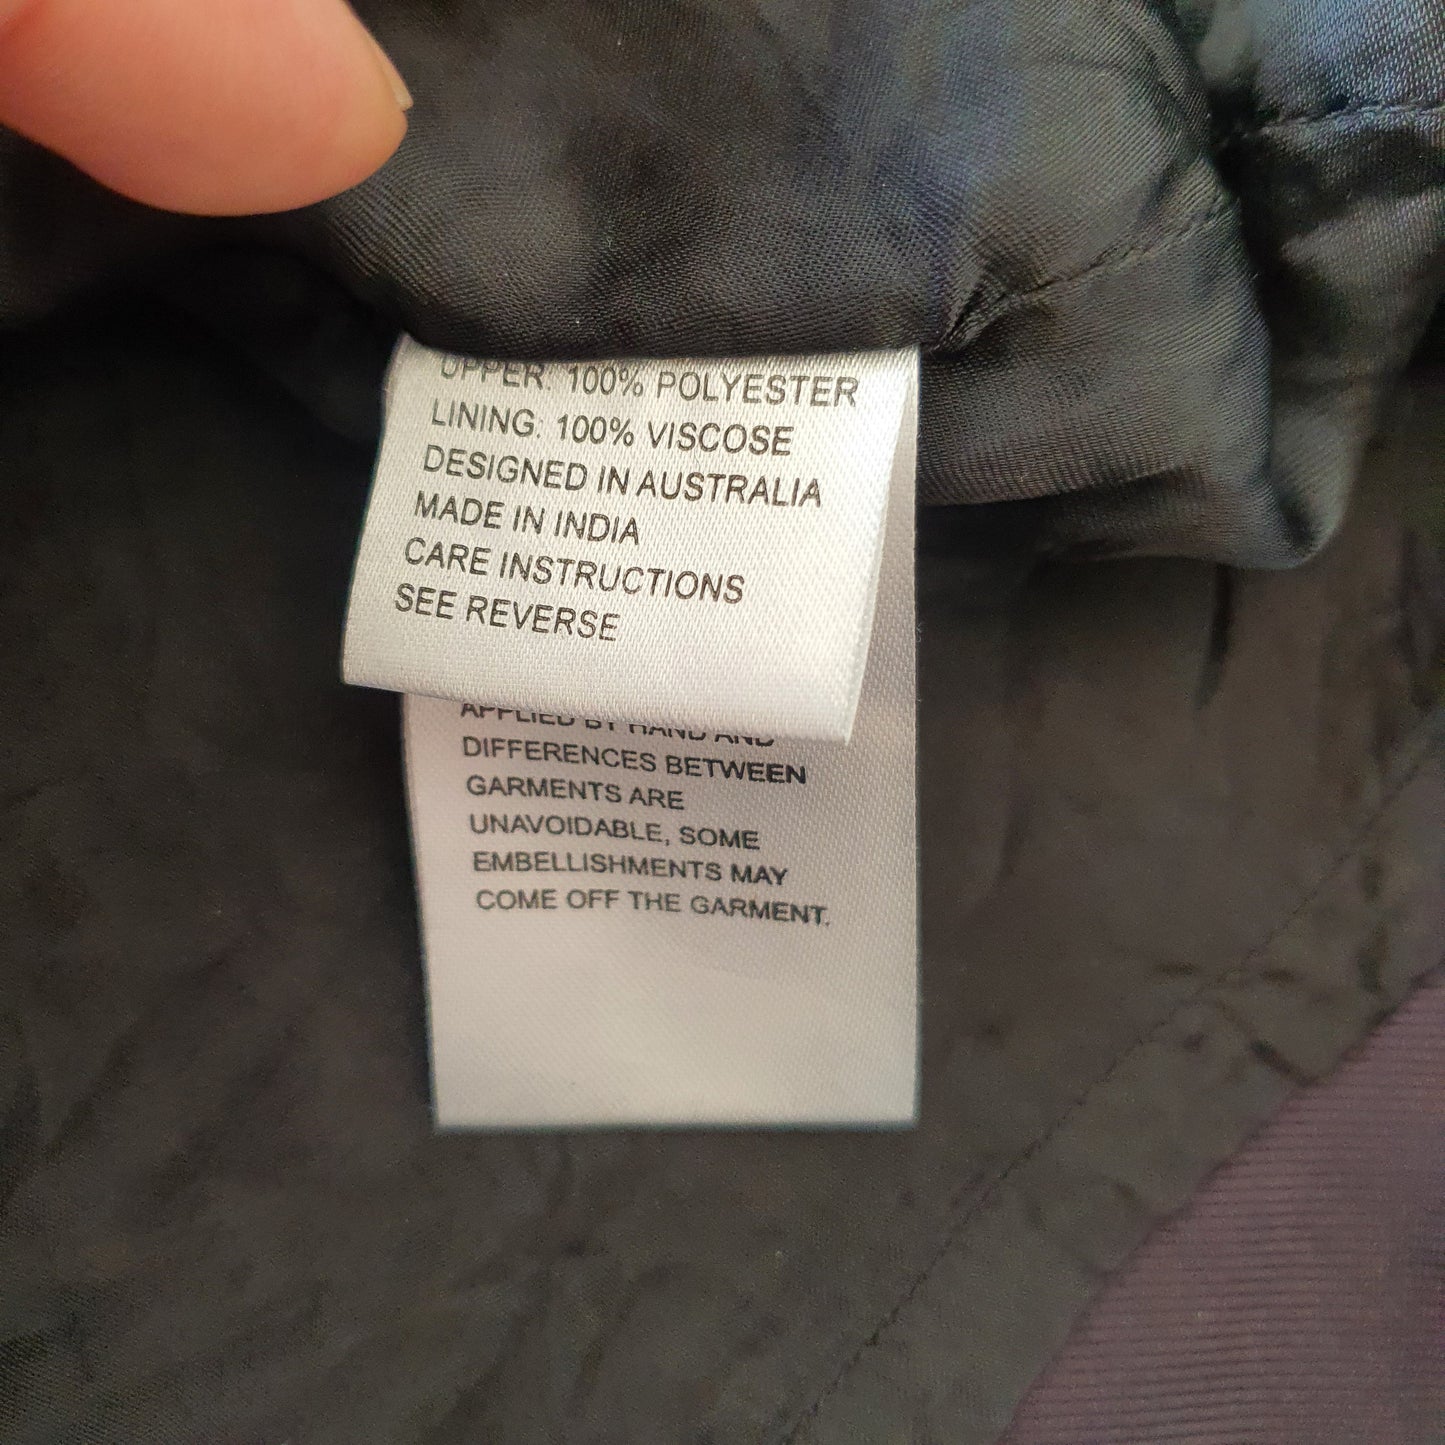 UPPER: 100% POLYESTER
LINING: 100% VISCOSE
DESIGNED IN AUSTRALIA
MADE IN INDIA
CARE INSTRUCTIONS
SEE REVERSE
APPLIED BY HAND AND
DIFFERENCES BETWEEN
GARMENTS ARE
UNAVOIDABLE, SOME
EMBELLISHMENTS MAY
COME OFF THE GARMENT.